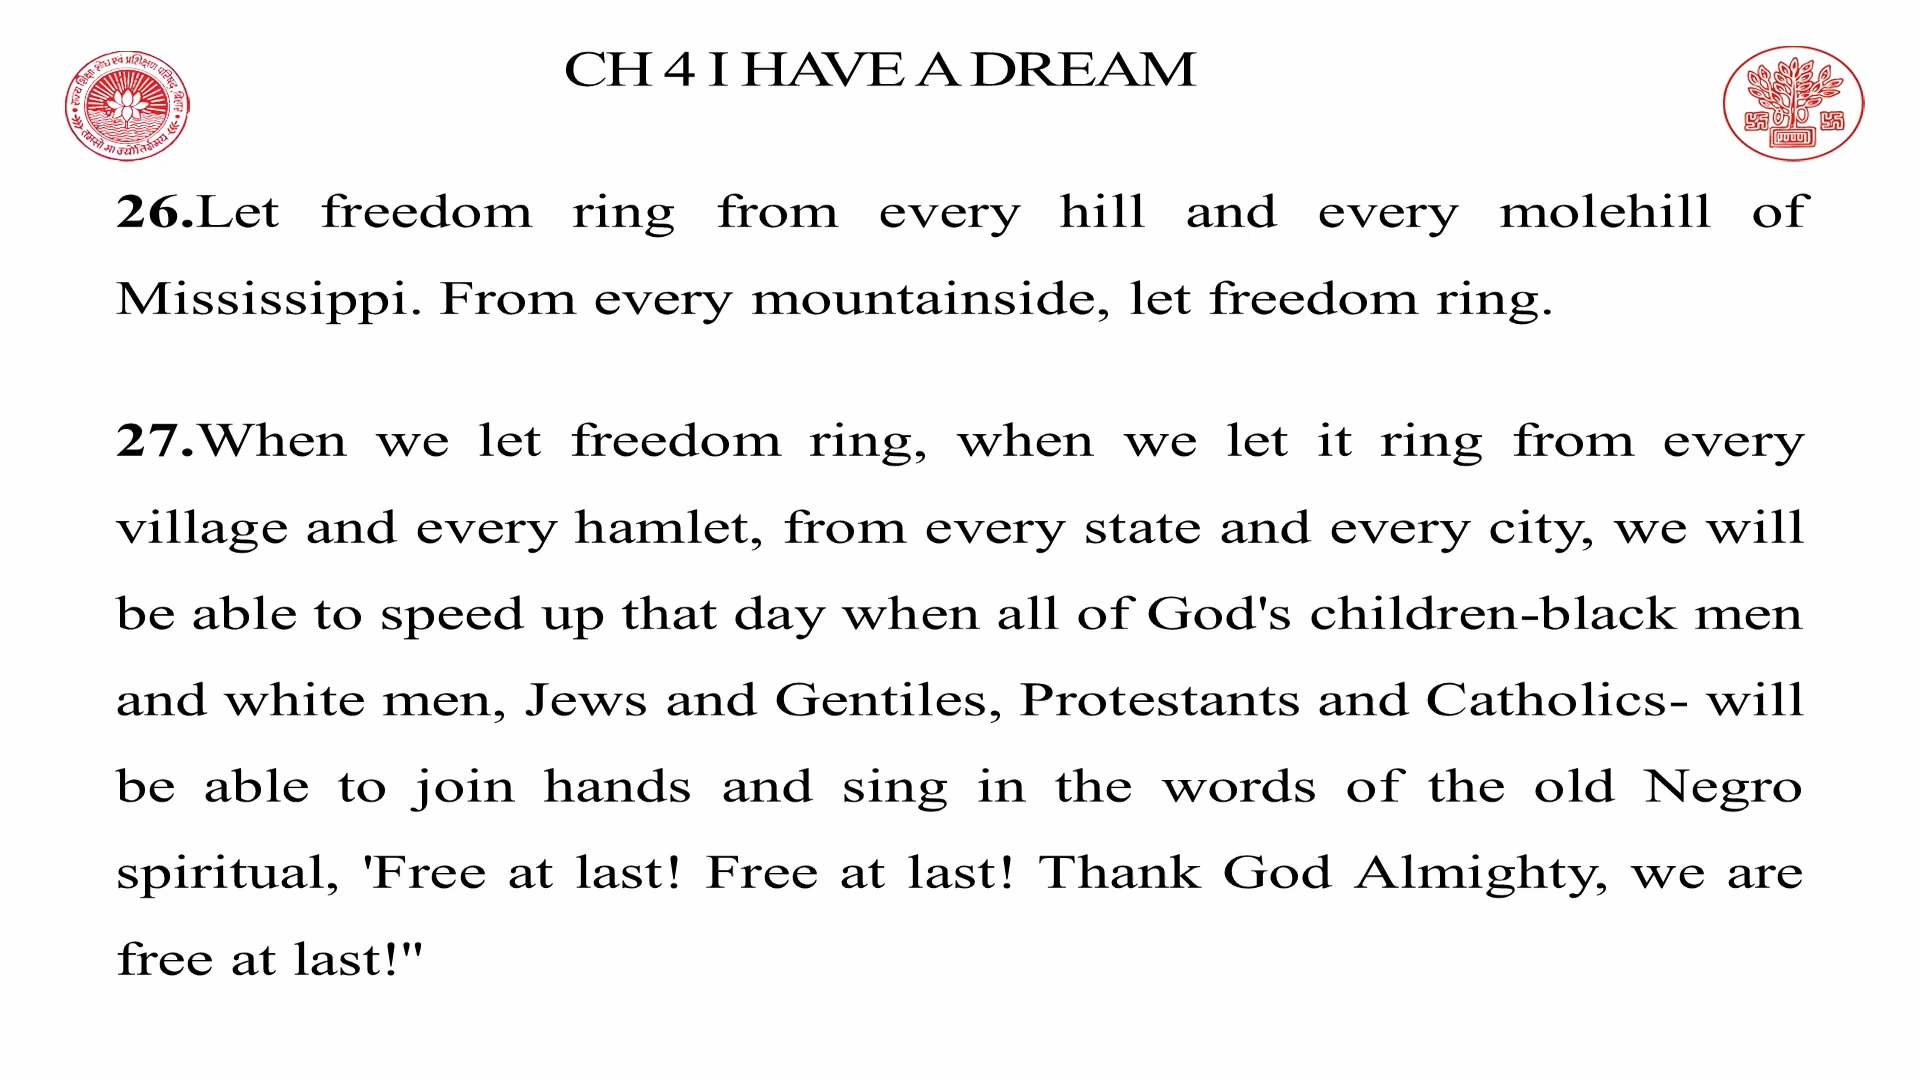 CH 4 I HAVE A DREAM
26.Let freedom ring from every hill and every molehill of
Mississippi. From every mountainside, let freedom ring.
27.When we let freedom ring, when we let it ring from every
village and every hamlet, from every state and every city, we will
be able to speed up that day when all of God's children-black men
and white men, Jews and Gentiles, Protestants and Catholics- will
be able to join hands and sing in the words of the old Negro
spiritual, 'Free at last! Free at last! Thank God Almighty, we are
free at last!"